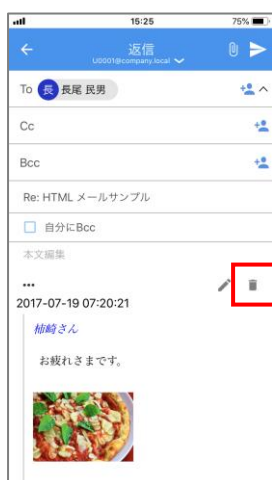 15:25
75%
返信
U0001@company.local
To 長 長尾 民男
Cc
Bcc
Re: HTML メールサンプル
自分にBcc
本文編集
•••
2017-07-19 07:20:21
柿崎さん
お疲れさまです。